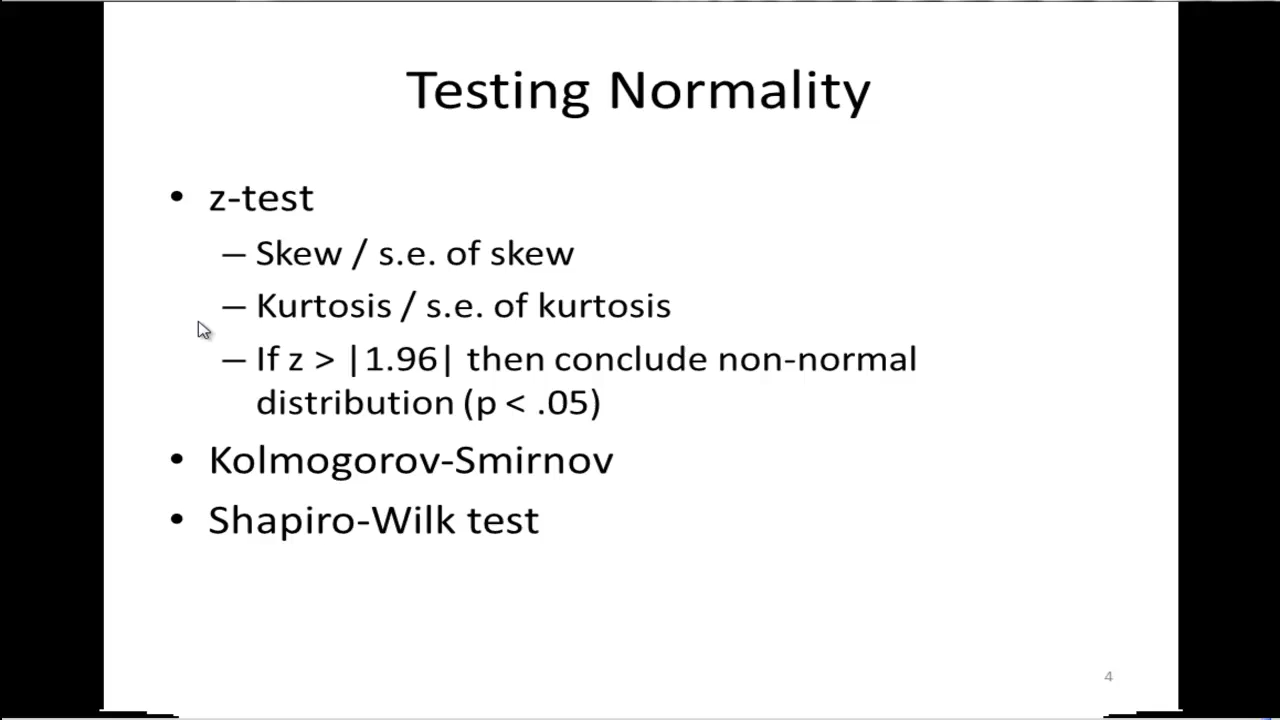 Testing Normality
• z-test
– Skew / s.e. of skew
– Kurtosis / s.e. of kurtosis
– If z > |1.96| then conclude non-normal
distribution (p < .05)
• Kolmogorov-Smirnov
• Shapiro-Wilk test
4